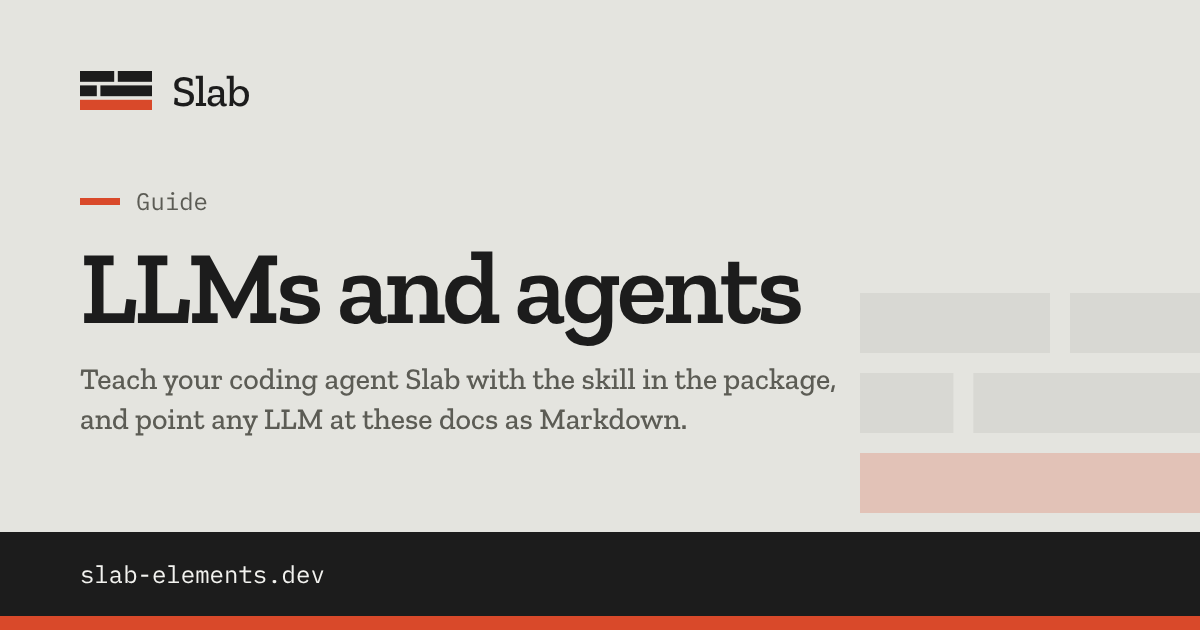 Slab
Guide
LLMs and agents
Teach your coding agent Slab with the skill in the package,
and point any LLM at these docs as Markdown.
slab-elements.dev